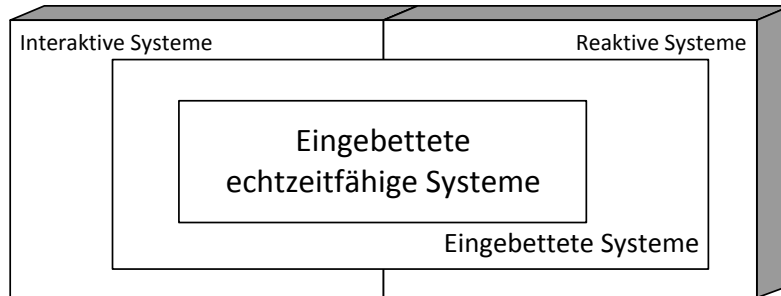 Interaktive Systeme
Reaktive Systeme
Eingebettete
echtzeitfähige Systeme
Eingebettete Systeme